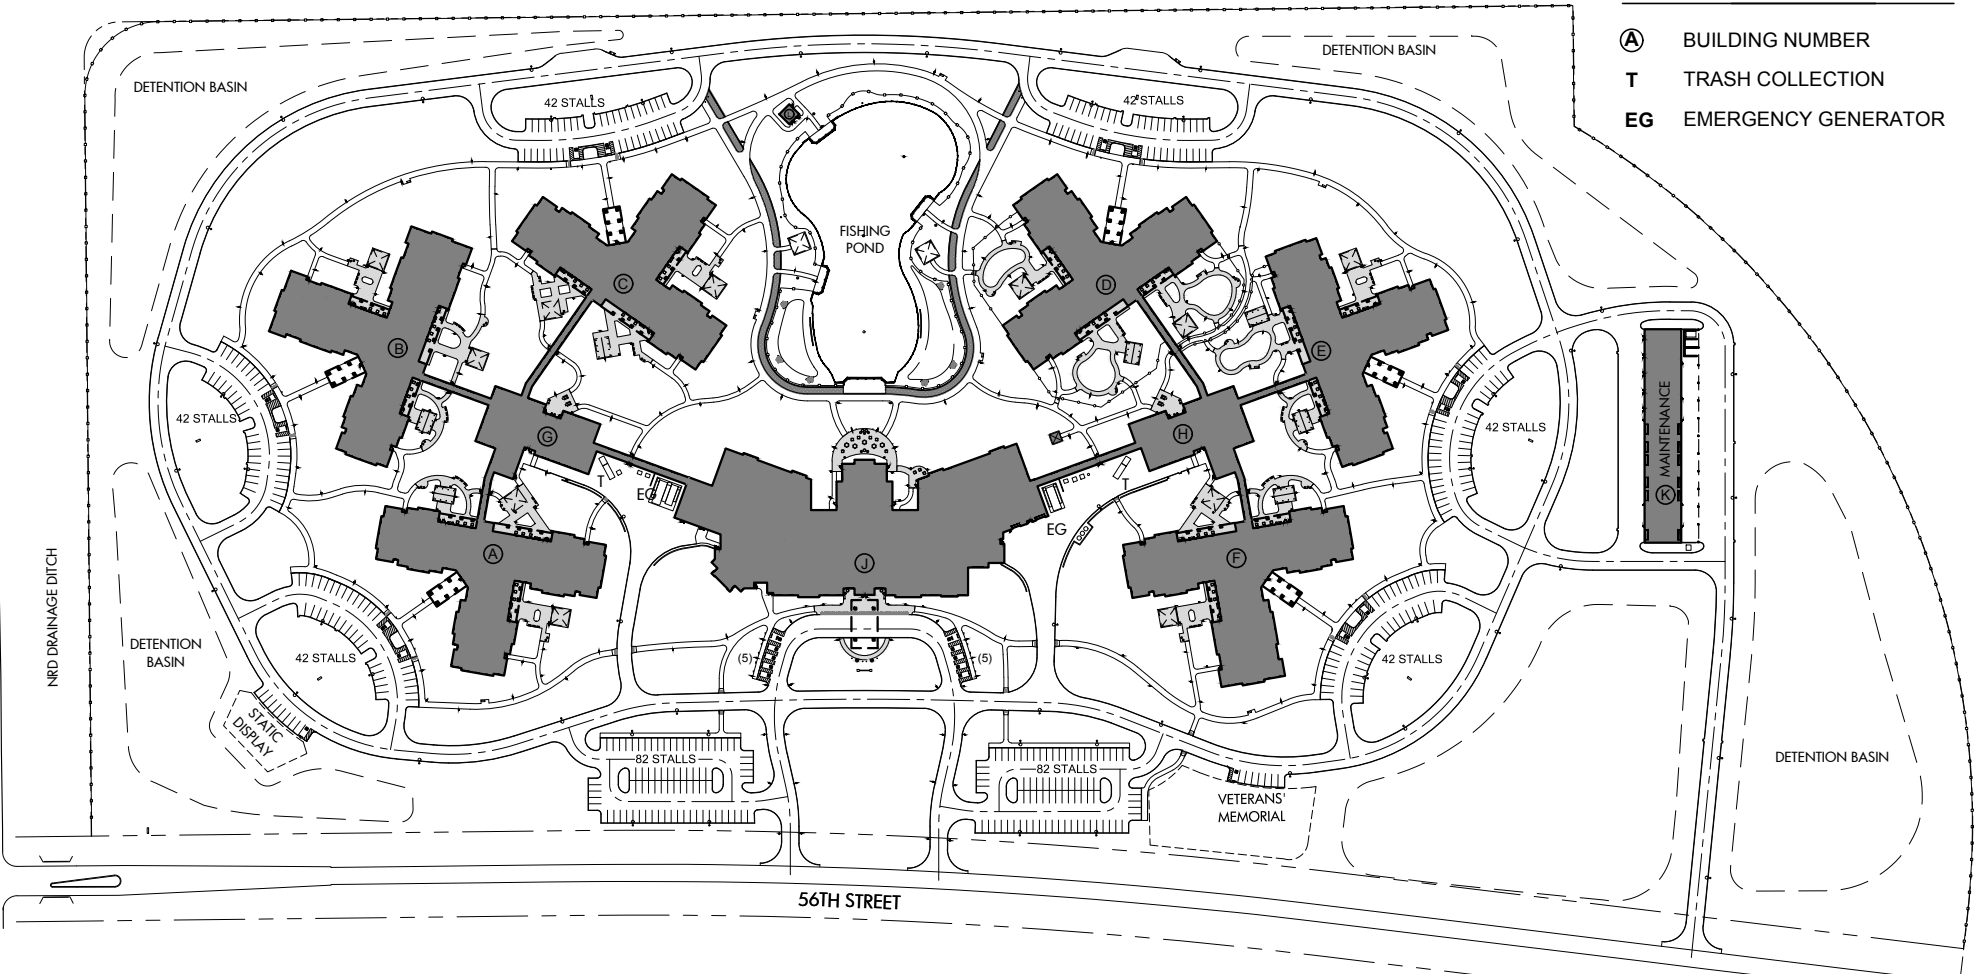 Ⓐ BUILDING NUMBER
T TRASH COLLECTION
EG EMERGENCY GENERATOR
DETENTION BASIN
DETENTION BASIN
42 STALLS
42 STALLS
FISHING
POND
C
D
B
E
42 STALLS
42 STALLS
MAINTENANCE
K
G
H
T
EG
T
EG
A
J
F
NRD DRAINAGE DITCH
DETENTION
BASIN
42 STALLS
(5)
(5)
42 STALLS
STATIC
DISPLAY
82 STALLS
82 STALLS
DETENTION BASIN
VETERANS'
MEMORIAL
56TH STREET